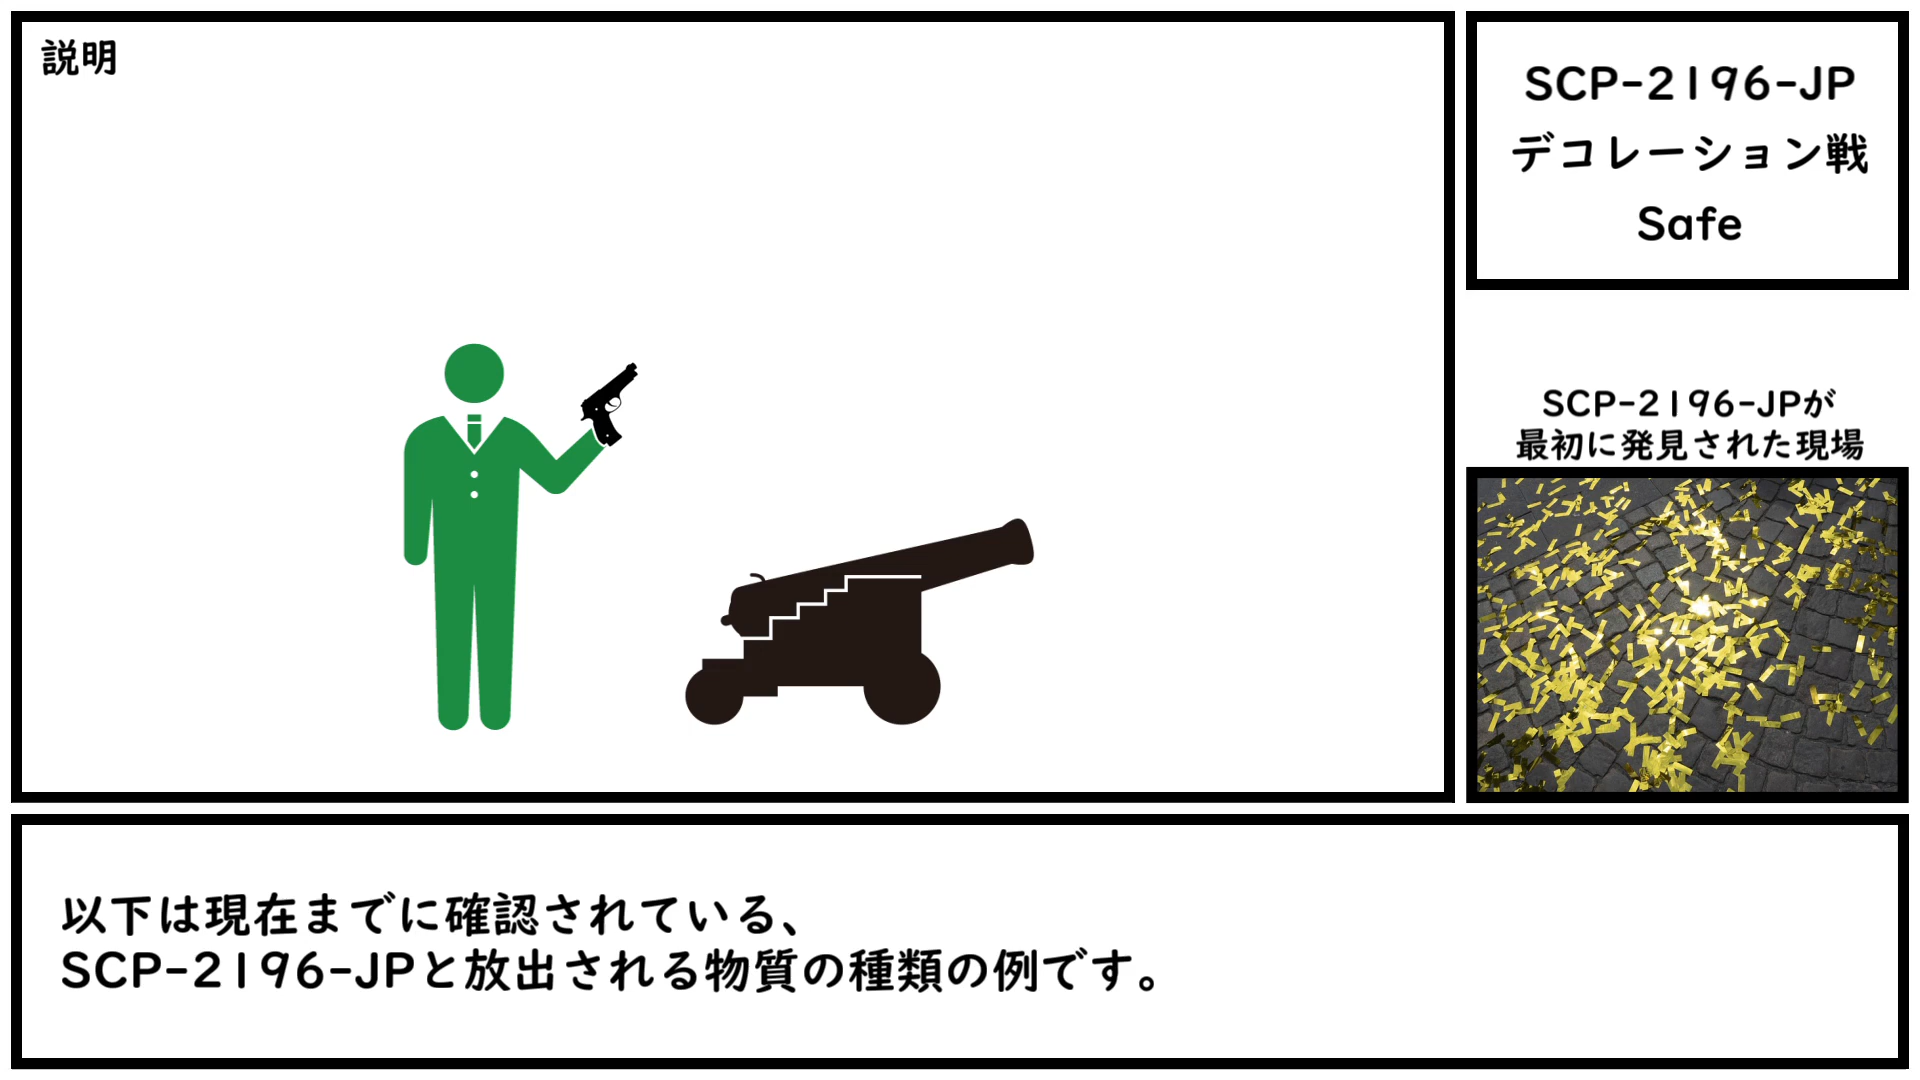 説明
SCP-2196-JP
デコレーション戦
Safe
SCP-2196-JPが
最初に発見された現場
以下は現在までに確認されている、
SCP-2196-JPと放出される物質の種類の例です。